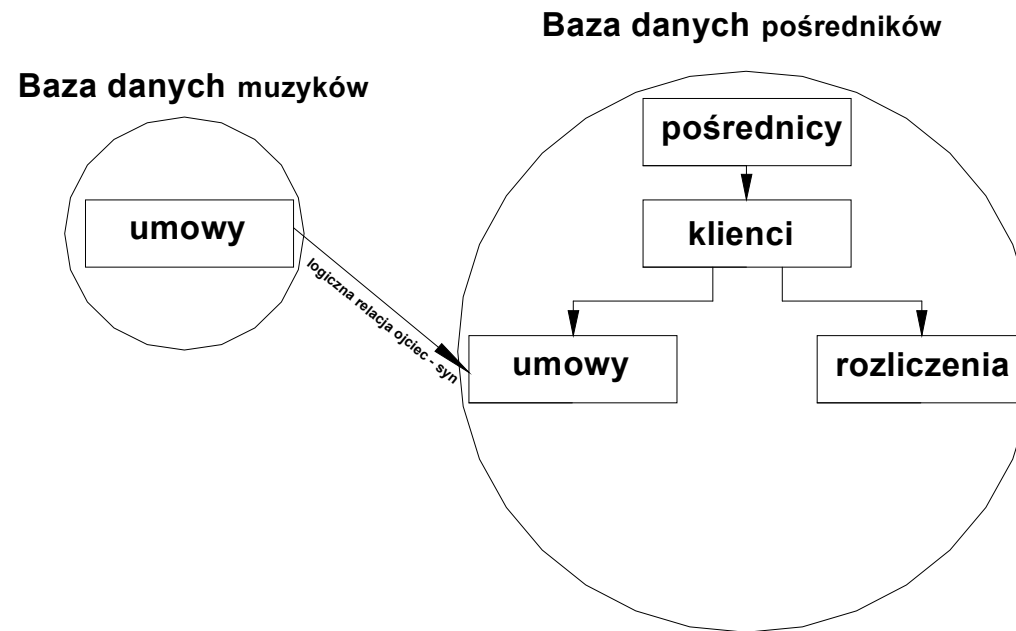 Baza danych pośredników
Baza danych muzyków
pośrednicy
umowy
klienci
logiczna relacja ojciec - syn
umowy
rozliczenia